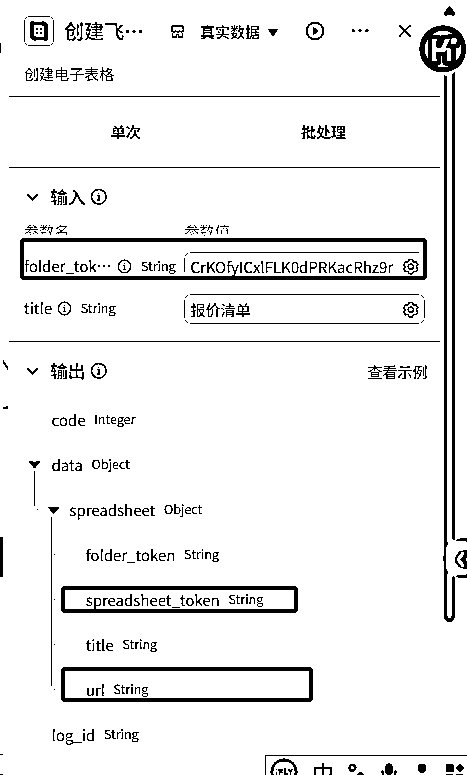 创建飞… 真实数据 ▼ … ×
创建电子表格
单次 批处理
输入
参数名 参数值
folder_tok… String CrKOfyICxlFLK0dPRKacRhz9r
title String 报价清单
输出 查看示例
code Integer
data Object
spreadsheet Object
folder_token String
spreadsheet_token String
title String
url String
log_id String
iFLY 中